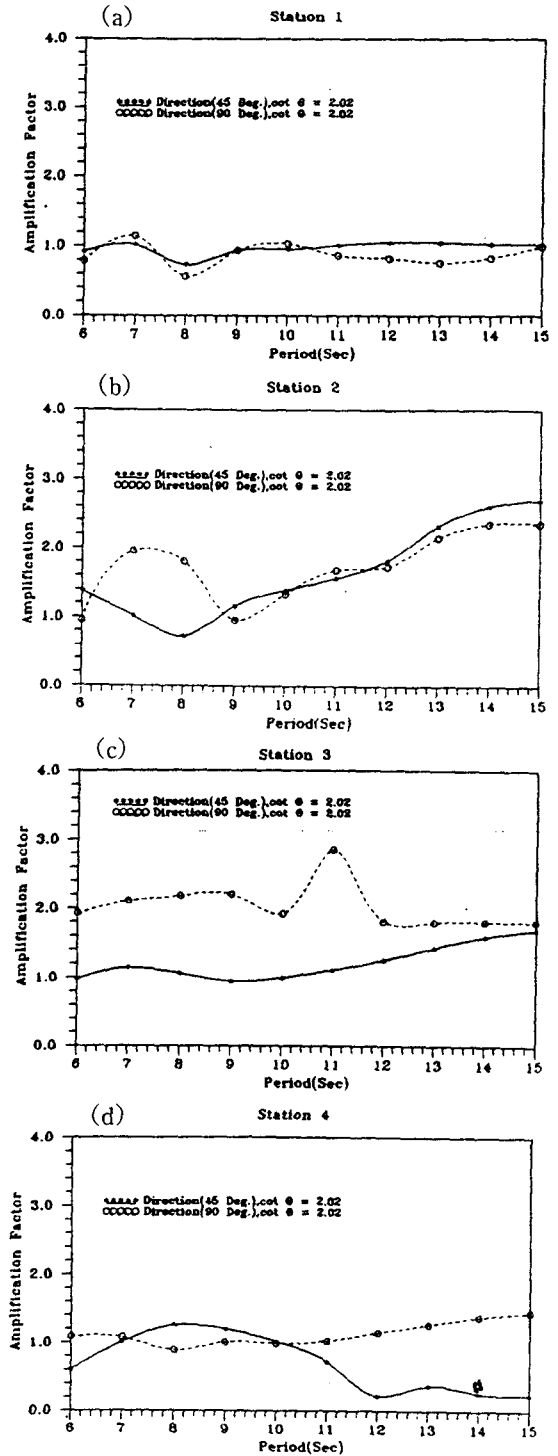 (a)
Station 1
Amplification Factor
4.0
3.0
2.0
1.0
0.0
Direction(45 Deg.),cot θ = 2.02
OOOOO Direction(90 Deg.),cot θ = 2.02
6 7 8 9 10 11 12 13 14 15
Period(Sec)
(b)
Station 2
Amplification Factor
4.0
3.0
2.0
1.0
0.0
Direction(45 Deg.),cot θ = 2.02
OOOOO Direction(90 Deg.),cot θ = 2.02
6 7 8 9 10 11 12 13 14 15
Period(Sec)
(c)
Station 3
Amplification Factor
4.0
3.0
2.0
1.0
0.0
Direction(45 Deg.),cot θ = 2.02
OOOOO Direction(90 Deg.),cot θ = 2.02
6 7 8 9 10 11 12 13 14 15
Period(Sec)
(d)
Station 4
Amplification Factor
4.0
3.0
2.0
1.0
0.0
Direction(45 Deg.),cot θ = 2.02
OOOOO Direction(90 Deg.),cot θ = 2.02
6 7 8 9 10 11 12 13 14 15
Period(Sec)